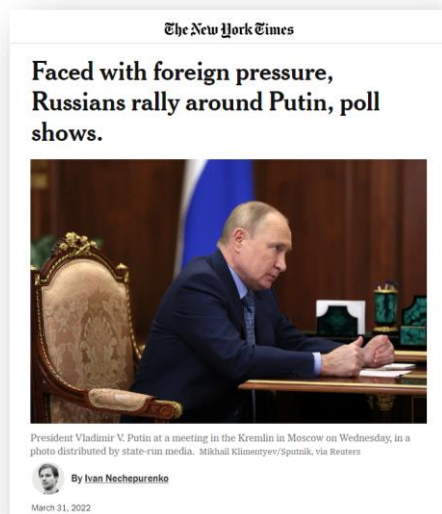 The New York Times
Faced with foreign pressure,
Russians rally around Putin, poll
shows.
President Vladimir V. Putin at a meeting in the Kremlin in Moscow on Wednesday, in a
photo distributed by state-run media. Mikhail Klimentyev/Sputnik, via Reuters
By Ivan Nechepurenko
March 31, 2022